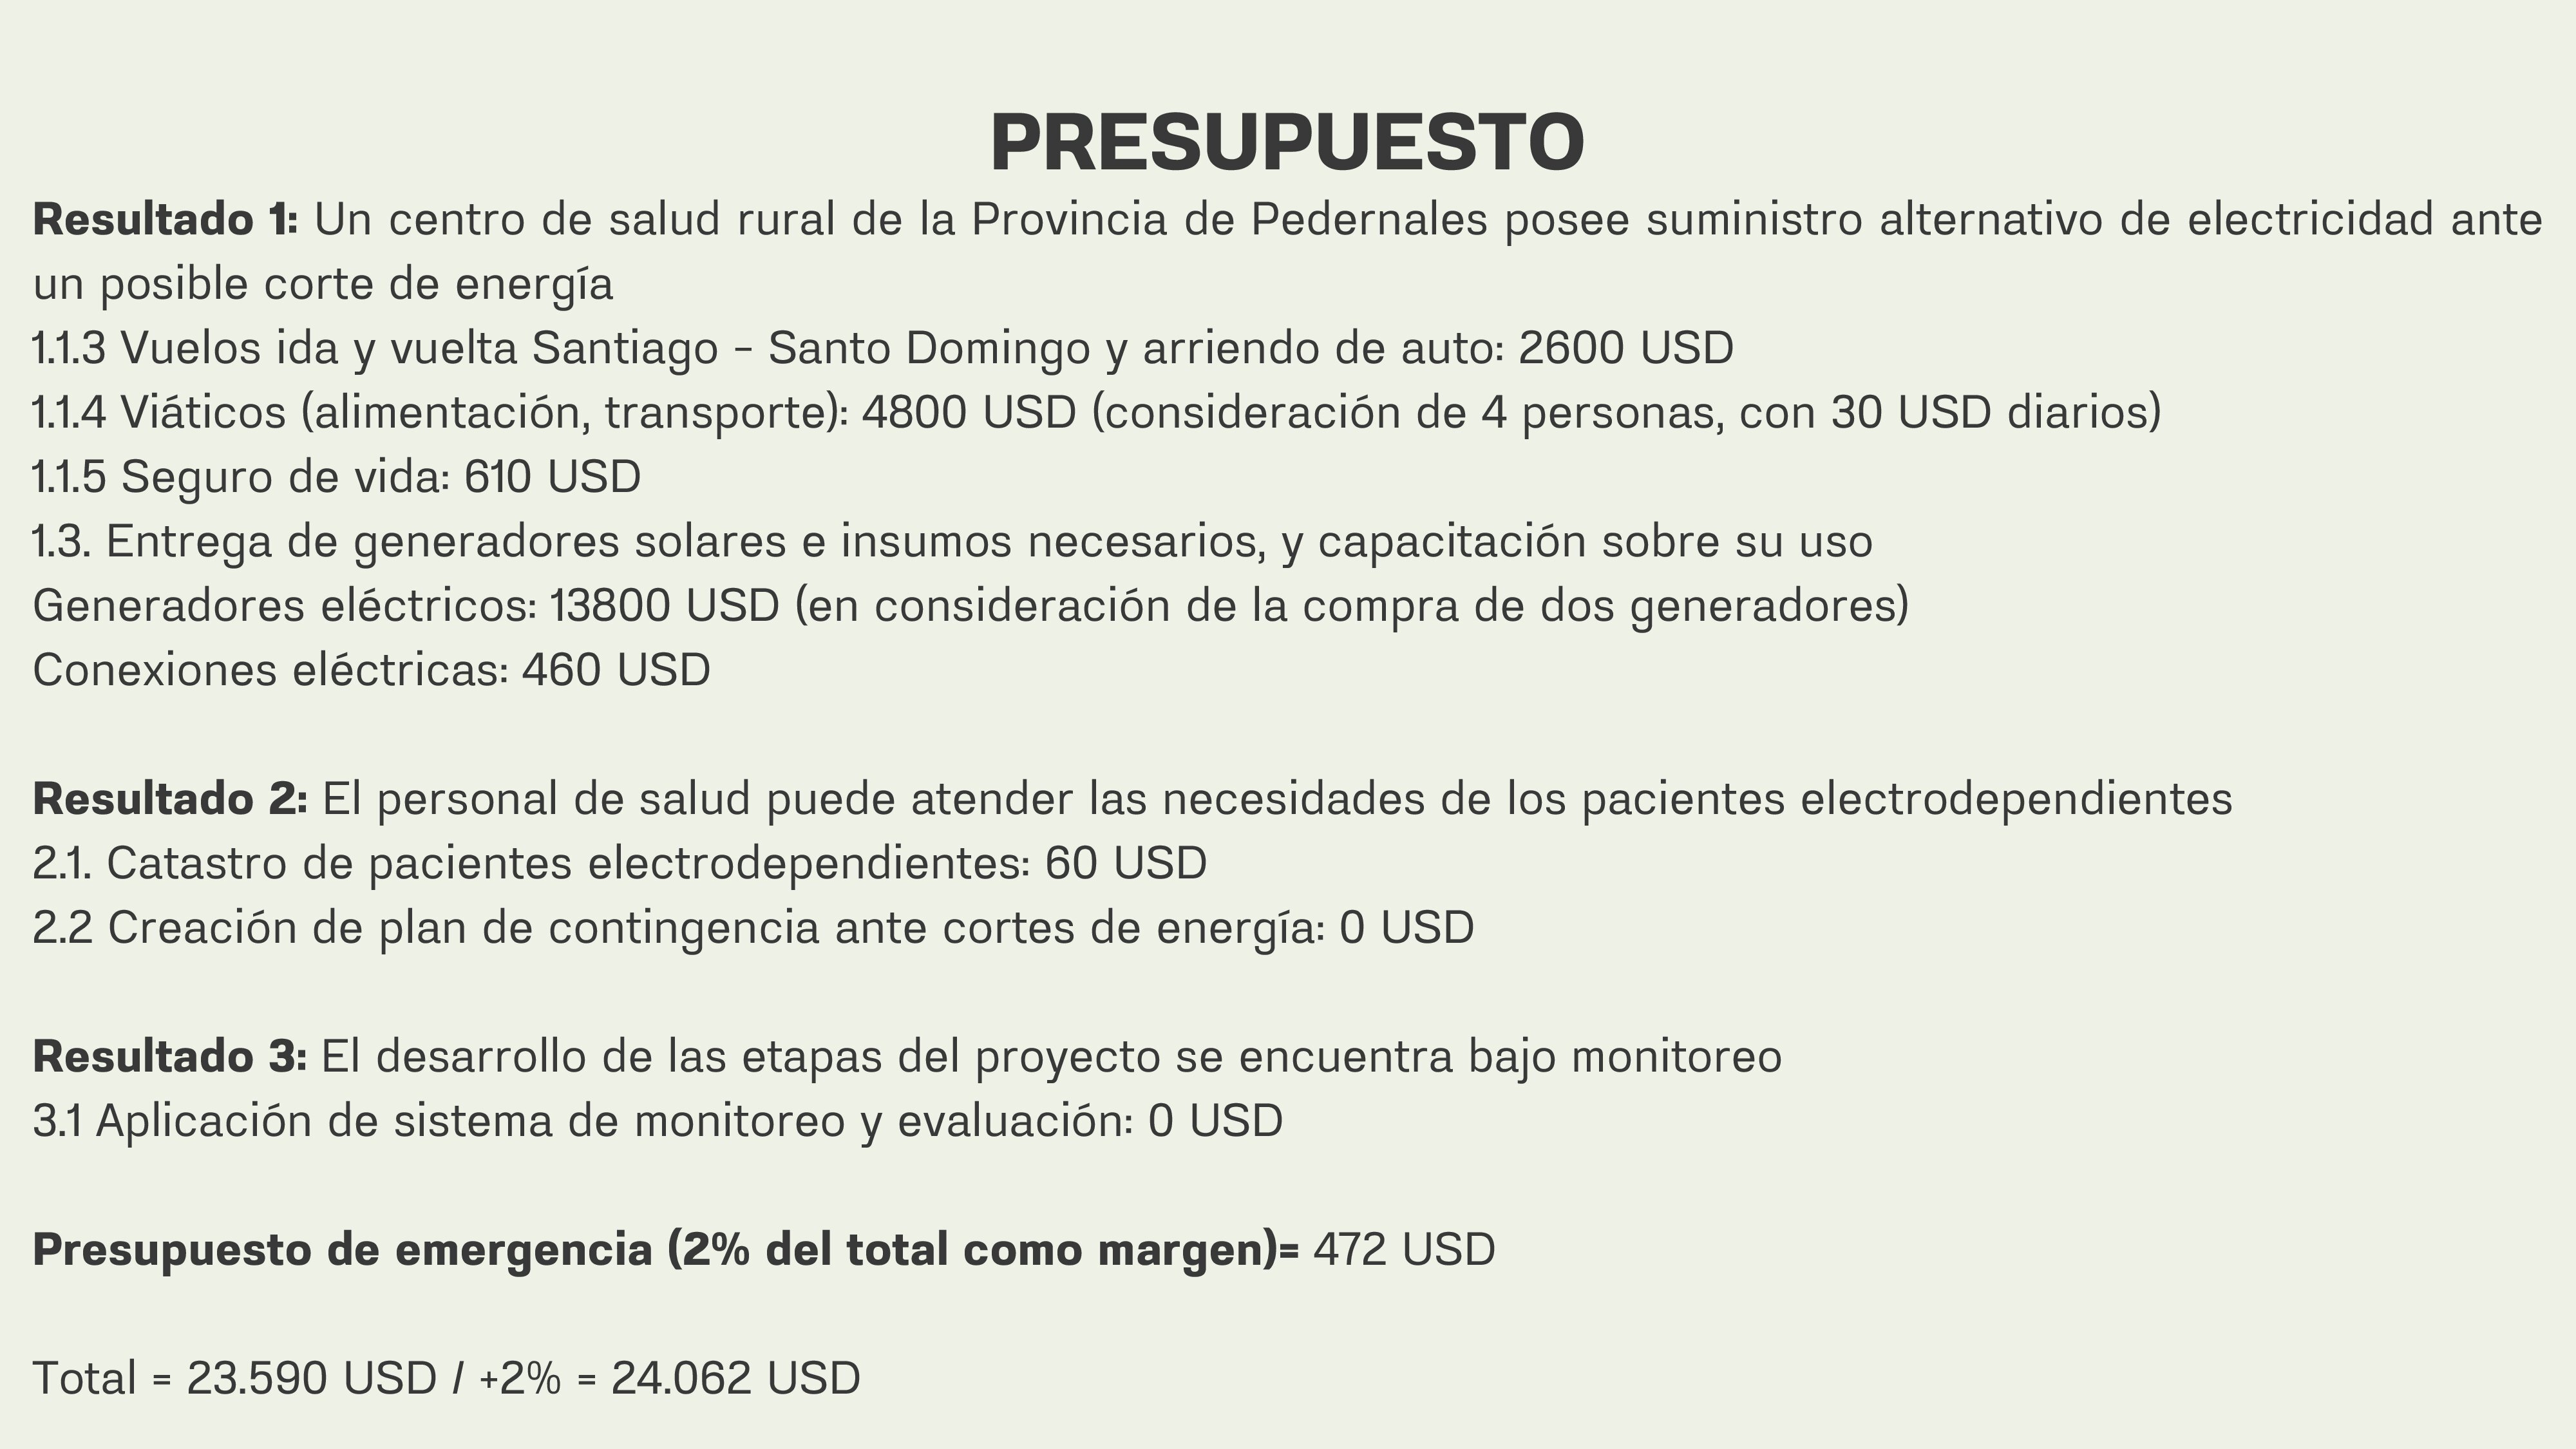 PRESUPUESTO
Resultado 1: Un centro de salud rural de la Provincia de Pedernales posee suministro alternativo de electricidad ante
un posible corte de energía
1.1.3 Vuelos ida y vuelta Santiago – Santo Domingo y arriendo de auto: 2600 USD
1.1.4 Viáticos (alimentación, transporte): 4800 USD (consideración de 4 personas, con 30 USD diarios)
1.1.5 Seguro de vida: 610 USD
1.3. Entrega de generadores solares e insumos necesarios, y capacitación sobre su uso
Generadores eléctricos: 13800 USD (en consideración de la compra de dos generadores)
Conexiones eléctricas: 460 USD
Resultado 2: El personal de salud puede atender las necesidades de los pacientes electrodependientes
2.1. Catastro de pacientes electrodependientes: 60 USD
2.2 Creación de plan de contingencia ante cortes de energía: 0 USD
Resultado 3: El desarrollo de las etapas del proyecto se encuentra bajo monitoreo
3.1 Aplicación de sistema de monitoreo y evaluación: 0 USD
Presupuesto de emergencia (2% del total como margen)= 472 USD
Total = 23.590 USD / +2% = 24.062 USD